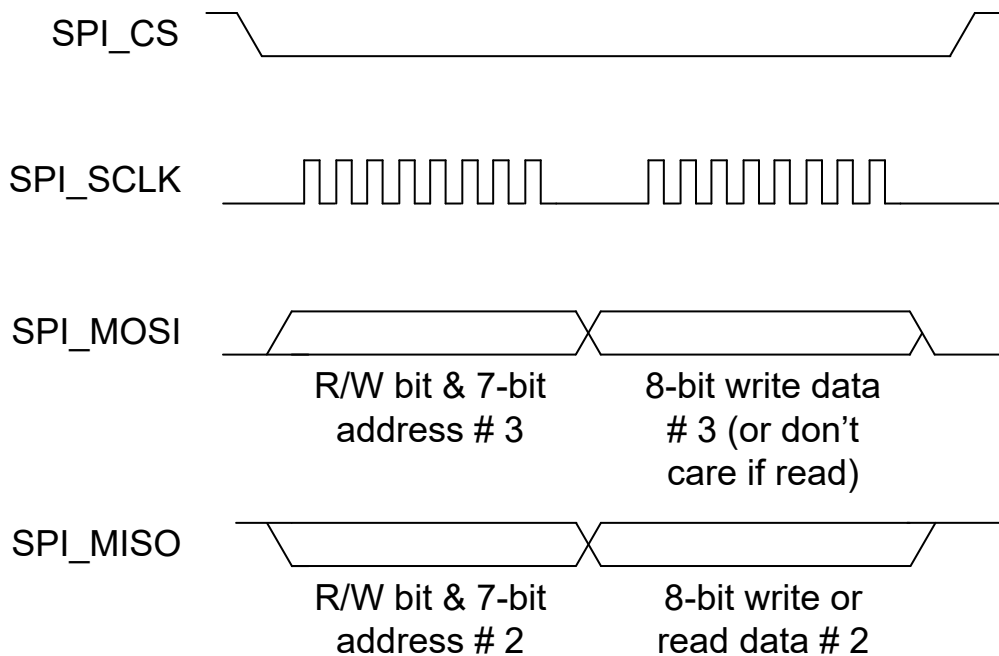 SPI_CS
SPI_SCLK
SPI_MOSI
R/W bit & 7-bit
address # 3
8-bit write data
# 3 (or don’t
care if read)
SPI_MISO
R/W bit & 7-bit
address # 2
8-bit write or
read data # 2